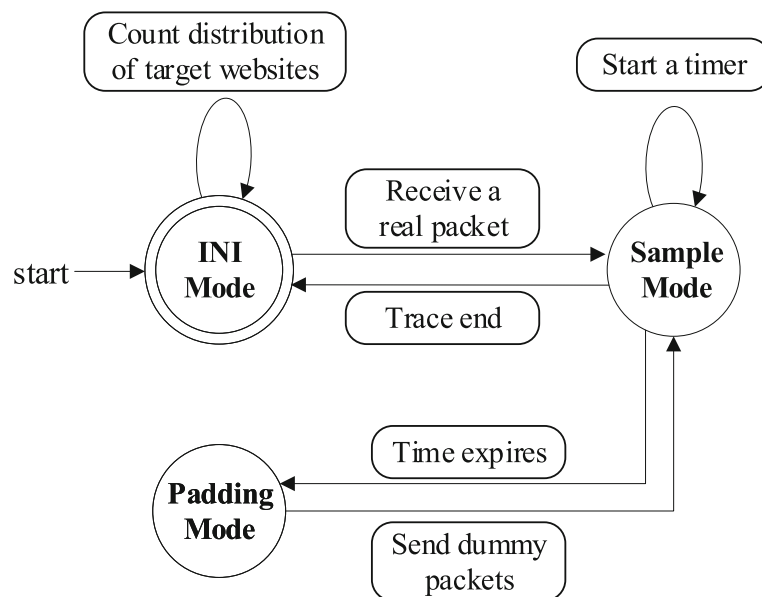 Count distribution
of target websites
Start a timer
Receive a
real packet
start
INI
Mode
Sample
Mode
Trace end
Time expires
Padding
Mode
Send dummy
packets